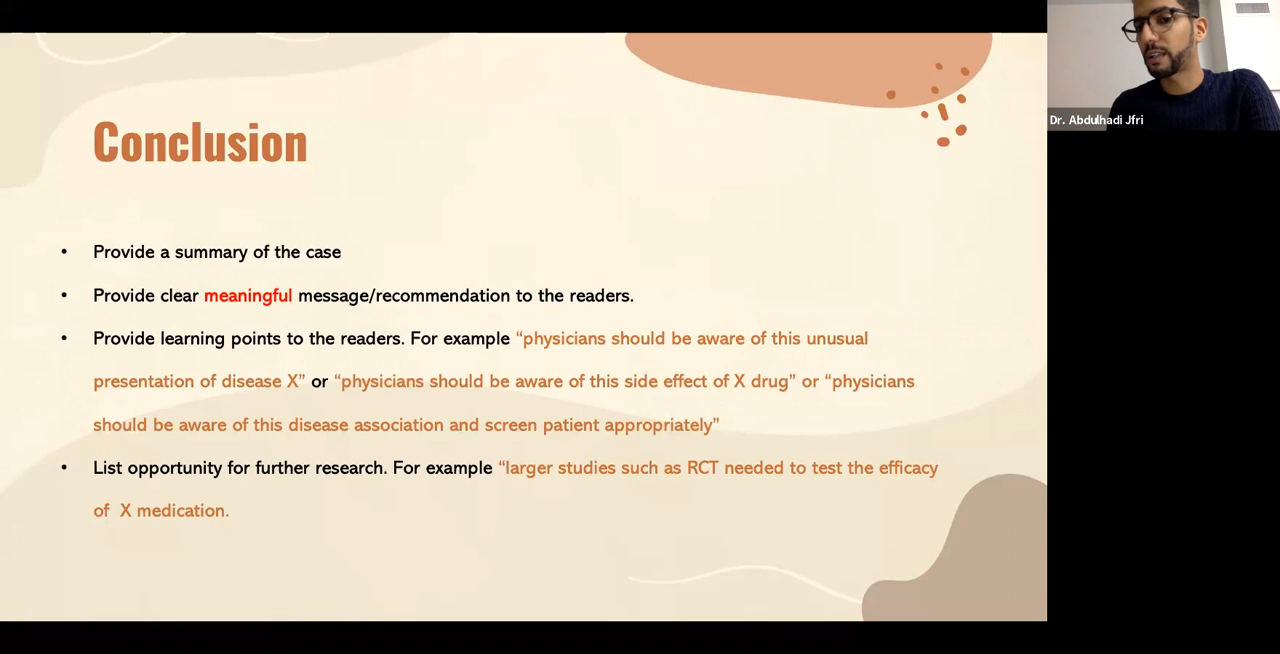 Conclusion
• Provide a summary of the case
• Provide clear meaningful message/recommendation to the readers.
• Provide learning points to the readers. For example “physicians should be aware of this unusual
presentation of disease X” or “physicians should be aware of this side effect of X drug” or “physicians
should be aware of this disease association and screen patient appropriately”
• List opportunity for further research. For example “larger studies such as RCT needed to test the efficacy
of  X medication.
Dr. Abdulhadi Jfri